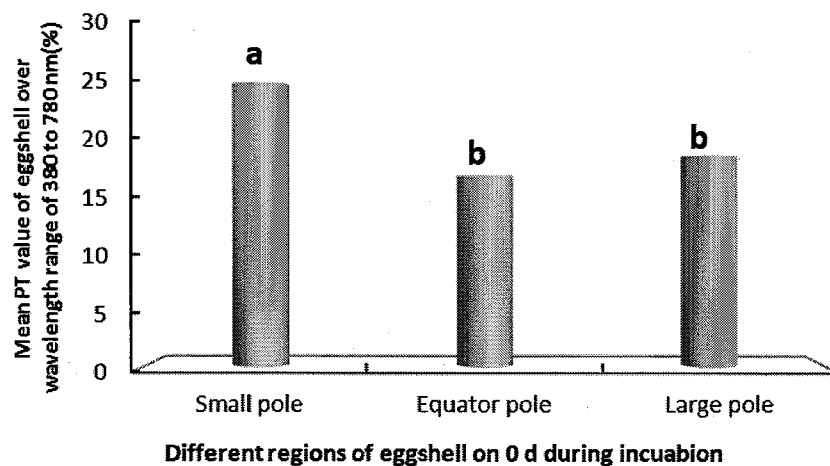 Mean PT value of eggshell over
wavelength range of 380 to 780 nm(%)
30
25
20
15
10
5
0
a
b
b
Small pole
Equator pole
Large pole
Different regions of eggshell on 0 d during incuabion